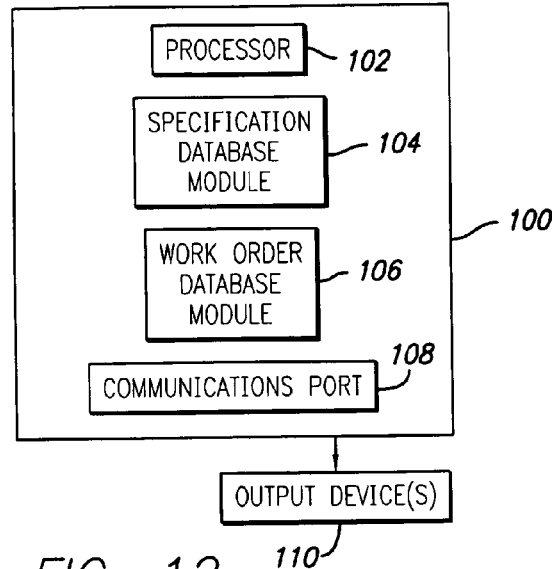 PROCESSOR
102
SPECIFICATION
DATABASE
MODULE
104
100
WORK ORDER
DATABASE
MODULE
106
108
COMMUNICATIONS PORT
OUTPUT DEVICE(S)
110